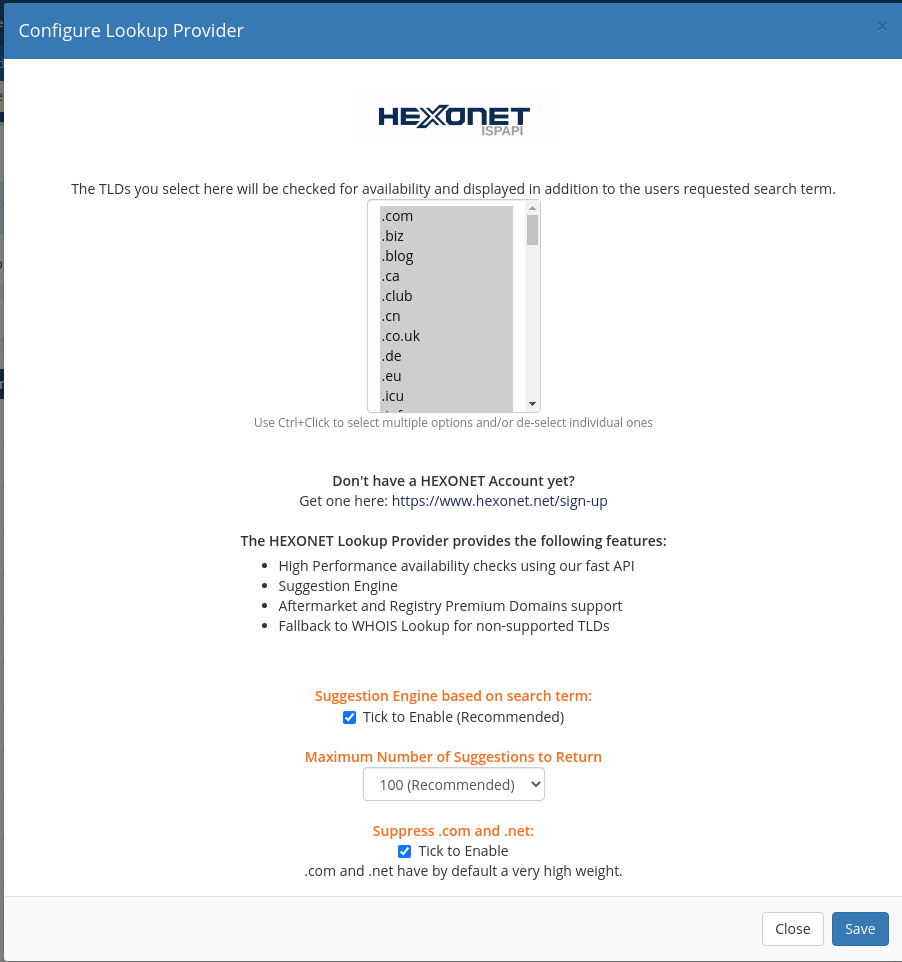 Configure Lookup Provider
×
HEXONET
ISPAPI
The TLDs you select here will be checked for availability and displayed in addition to the users requested search term.
.com
.biz
.blog
.ca
.club
.cn
.co.uk
.de
.eu
.icu
Use Ctrl+Click to select multiple options and/or de-select individual ones
Don't have a HEXONET Account yet?
Get one here: https://www.hexonet.net/sign-up
The HEXONET Lookup Provider provides the following features:
• High Performance availability checks using our fast API
• Suggestion Engine
• Aftermarket and Registry Premium Domains support
• Fallback to WHOIS Lookup for non-supported TLDs
Suggestion Engine based on search term:
Tick to Enable (Recommended)
Maximum Number of Suggestions to Return
100 (Recommended)
Suppress .com and .net:
Tick to Enable
.com and .net have by default a very high weight.
Close Save